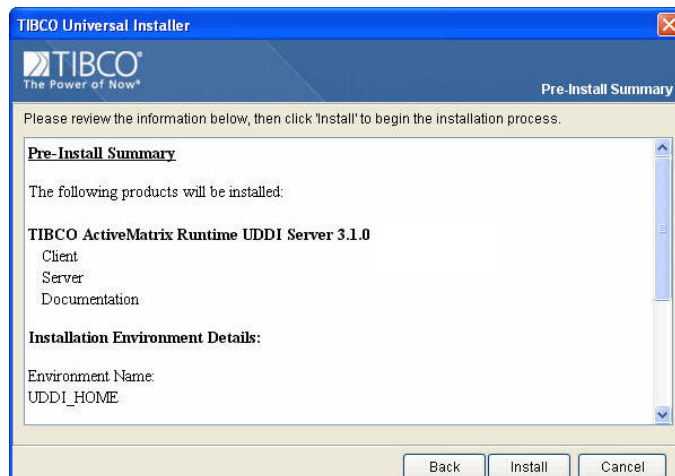 TIBCO Universal Installer
TIBCO®
The Power of Now®
Pre-Install Summary
Please review the information below, then click 'Install' to begin the installation process.
Pre-Install Summary
The following products will be installed:
TIBCO ActiveMatrix Runtime UDDI Server 3.1.0
Client
Server
Documentation
Installation Environment Details:
Environment Name:
UDDI_HOME
Back Install Cancel